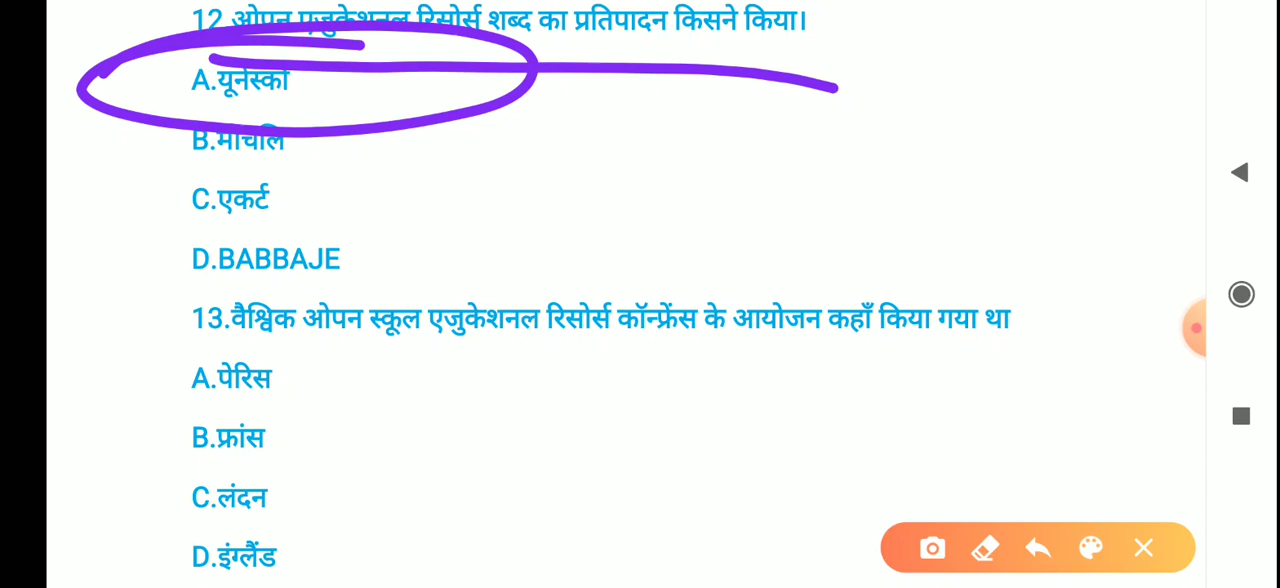 12.ओपन एजुकेशनल रिसोर्स शब्द का प्रतिपादन किसने किया।
A.यूनेस्को
B.मॉचलि
C.एकर्ट
D.BABBAJE
13.वैश्विक ओपन स्कूल एजुकेशनल रिसोर्स कॉन्फ्रेंस के आयोजन कहाँ किया गया था
A.पेरिस
B.फ्रांस
C.लंदन
D.इंग्लैंड